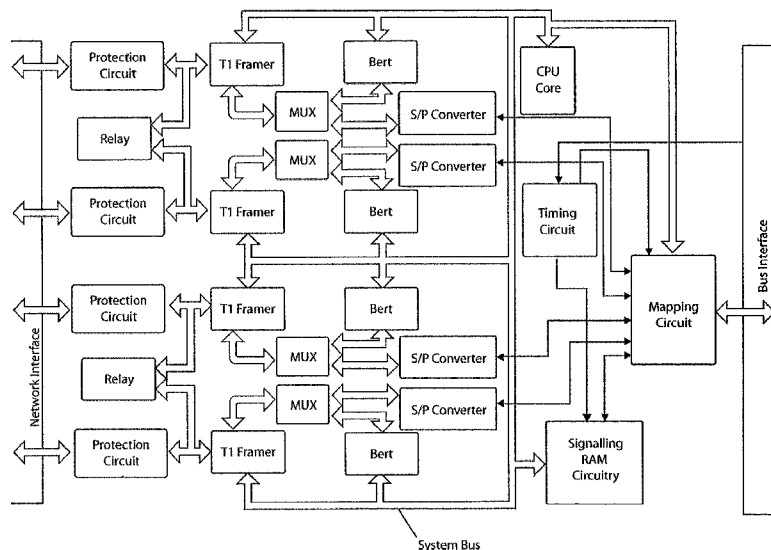 Protection
Circuit
T1 Framer
Bert
CPU
Core
MUX
S/P Converter
Relay
MUX
S/P Converter
Protection
Circuit
T1 Framer
Bert
Timing
Circuit
Bus Interface
Network Interface
Protection
Circuit
T1 Framer
Bert
Mapping
Circuit
MUX
S/P Converter
Relay
MUX
S/P Converter
Protection
Circuit
T1 Framer
Bert
Signalling
RAM
Circuitry
System Bus